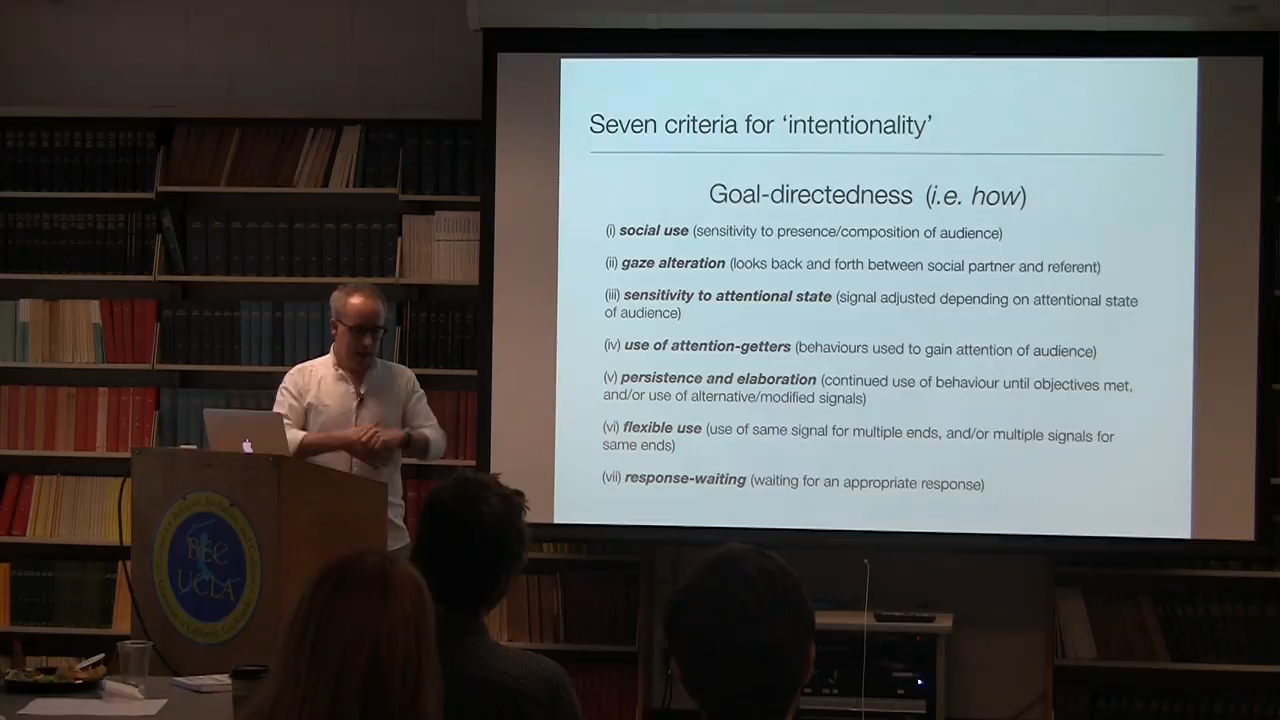 Seven criteria for ‘intentionality’
Goal-directedness (i.e. how)
(i) social use (sensitivity to presence/composition of audience)
(ii) gaze alteration (looks back and forth between social partner and referent)
(iii) sensitivity to attentional state (signal adjusted depending on attentional state
of audience)
(iv) use of attention-getters (behaviours used to gain attention of audience)
(v) persistence and elaboration (continued use of behaviour until objectives met,
and/or use of alternative/modified signals)
(vi) flexible use (use of same signal for multiple ends, and/or multiple signals for
same ends)
(vii) response-waiting (waiting for an appropriate response)
BEC
UCLA